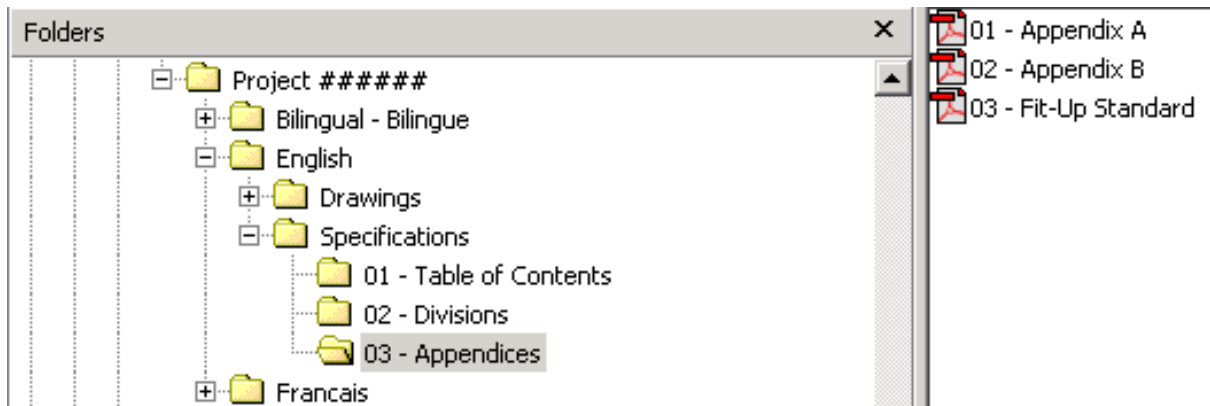 Folders
Project ######
Bilingual - Bilingue
English
Drawings
Specifications
01 - Table of Contents
02 - Divisions
03 - Appendices
Francais
01 - Appendix A
02 - Appendix B
03 - Fit-Up Standard